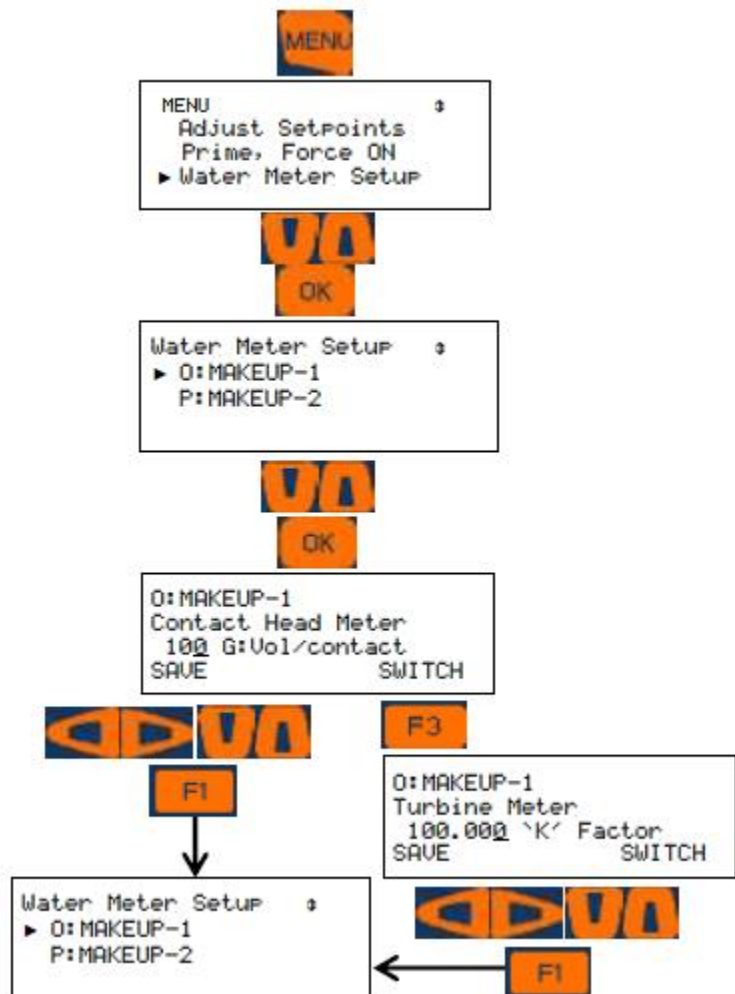 MENU
MENU ⇕
Adjust Setpoints
Prime, Force ON
▶ Water Meter Setup
OK
Water Meter Setup ⇕
▶ O:MAKEUP-1
P:MAKEUP-2
OK
O:MAKEUP-1
Contact Head Meter
100 G:Vol/contact
SAVE SWITCH
F3
F1
O:MAKEUP-1
Turbine Meter
100.000 `K´ Factor
SAVE SWITCH
Water Meter Setup ⇕
▶ O:MAKEUP-1
P:MAKEUP-2
F1